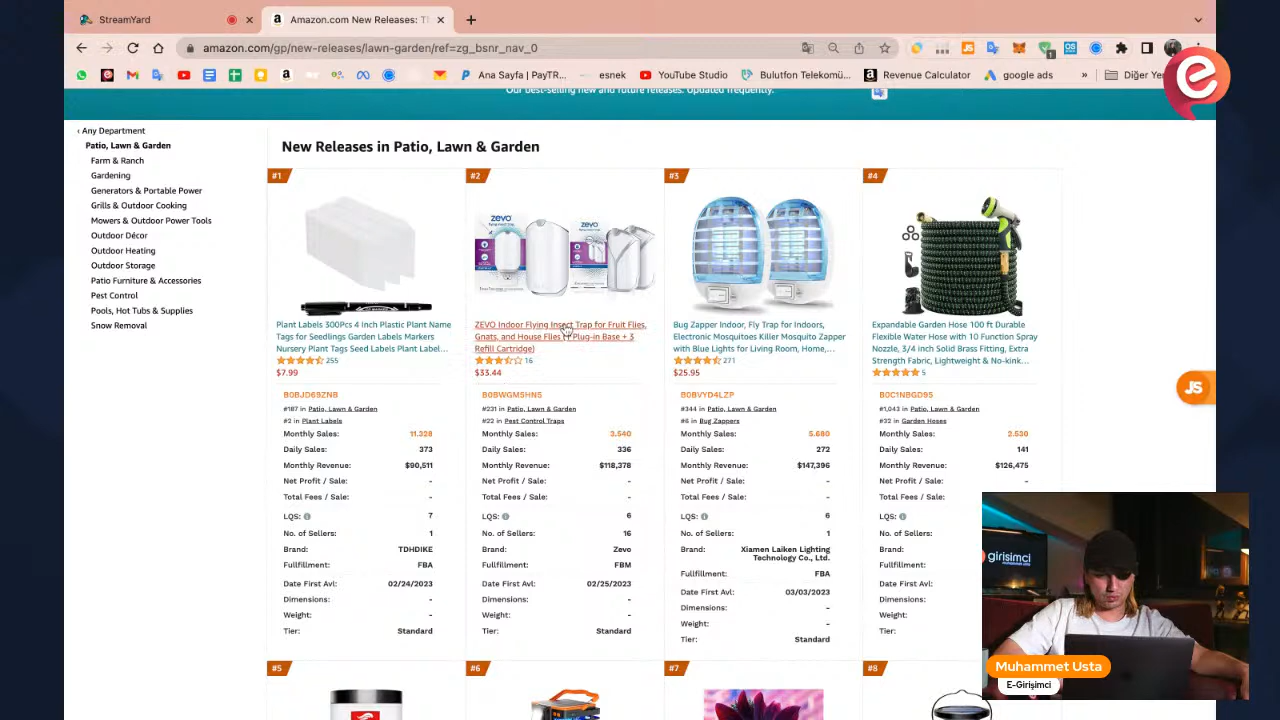 StreamYard
Amazon.com New Releases: Th
amazon.com/gp/new-releases/lawn-garden/ref=zg_bsnr_nav_0
Ana Sayfa | PayTR...
esnek
YouTube Studio
Bulutfon Telekomü...
Revenue Calculator
google ads
»
Diğer Yer
Our best-selling new and future releases. Updated frequently.
‹ Any Department
Patio, Lawn & Garden
Farm & Ranch
Gardening
Generators & Portable Power
Grills & Outdoor Cooking
Mowers & Outdoor Power Tools
Outdoor Décor
Outdoor Heating
Outdoor Storage
Patio Furniture & Accessories
Pest Control
Pools, Hot Tubs & Supplies
Snow Removal
New Releases in Patio, Lawn & Garden
#1
Plant Labels 300Pcs 4 Inch Plastic Plant Name
Tags for Seedlings Garden Labels Markers
Nursery Plant Tags Seed Labels Plant Label...
255
$7.99
B0BJD69ZNB
#187 in Patio, Lawn & Garden
#2 in Plant Labels
Monthly Sales: 11.328
Daily Sales: 373
Monthly Revenue: $90,511
Net Profit / Sale: -
Total Fees / Sale: -
LQS: 7
No. of Sellers: 1
Brand: TDHDIKE
Fullfillment: FBA
Date First Avl: 02/24/2023
Dimensions: -
Weight: -
Tier: Standard
#2
zevo
zevo
ZEVO Indoor Flying Insect Trap for Fruit Flies,
Gnats, and House Flies (1 Plug-in Base + 3
Refill Cartridge)
16
$33.44
B0BWGMSHNS
#231 in Patio, Lawn & Garden
#22 in Pest Control Traps
Monthly Sales: 3.540
Daily Sales: 336
Monthly Revenue: $118,378
Net Profit / Sale: -
Total Fees / Sale: -
LQS: 6
No. of Sellers: 16
Brand: Zevo
Fullfillment: FBM
Date First Avl: 02/25/2023
Dimensions: -
Weight: -
Tier: Standard
#3
Bug Zapper Indoor, Fly Trap for Indoors,
Electronic Mosquitoes Killer Mosquito Zapper
with Blue Lights for Living Room, Home,...
271
$25.95
B0BVYD4LZP
#344 in Patio, Lawn & Garden
#6 in Bug Zappers
Monthly Sales: 5.680
Daily Sales: 272
Monthly Revenue: $147,396
Net Profit / Sale: -
Total Fees / Sale: -
LQS: 6
No. of Sellers: 1
Brand: Xiamen Laiken Lighting
Technology Co., Ltd.
Fullfillment: FBA
Date First Avl: 03/03/2023
Dimensions: -
Weight: -
Tier: Standard
#4
Expandable Garden Hose 100 ft Durable
Flexible Water Hose with 10 Function Spray
Nozzle, 3/4 inch Solid Brass Fitting, Extra
Strength Fabric, Lightweight & No-kink...
5
B0C1NBGD95
#1,043 in Patio, Lawn & Garden
#32 in Garden Hoses
Monthly Sales: 2.530
Daily Sales: 141
Monthly Revenue: $126,475
Net Profit / Sale:
Total Fees / Sale:
LQS:
No. of Sellers:
Brand:
Fullfillment:
Date First Avl:
Dimensions:
Weight:
Tier:
#5
#6
#7
#8
JS
e
girisimci
Muhammet Usta
E-Girişimci